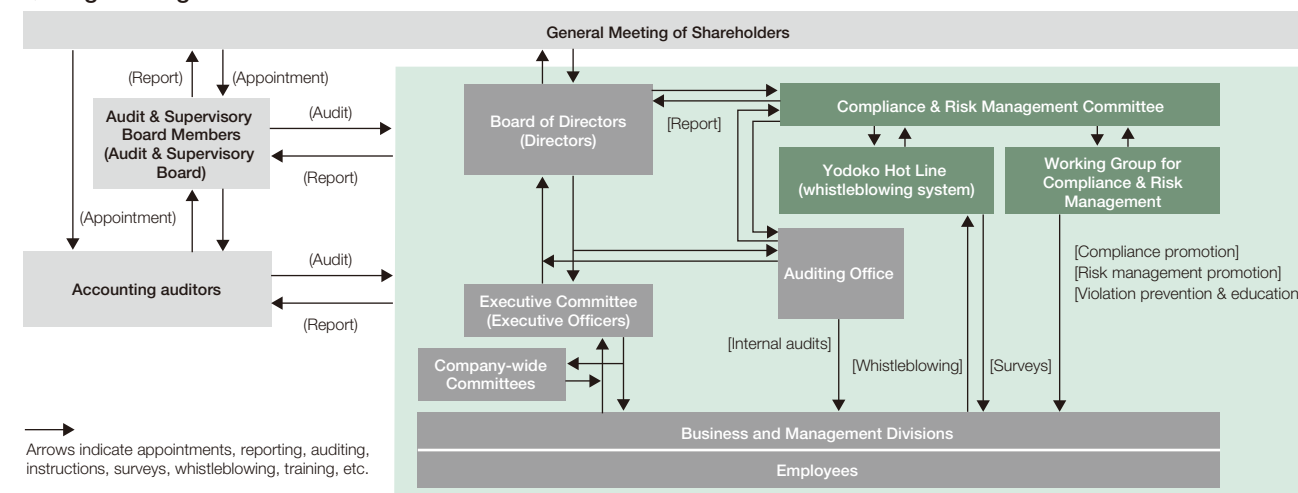 General Meeting of Shareholders
(Report)
(Appointment)
Audit & Supervisory
Board Members
(Audit & Supervisory
Board)
(Audit)
(Report)
(Appointment)
Accounting auditors
(Audit)
(Report)
Board of Directors
(Directors)
[Report]
Compliance & Risk Management Committee
Yodoko Hot Line
(whistleblowing system)
Working Group for
Compliance & Risk
Management
Auditing Office
[Compliance promotion]
[Risk management promotion]
[Violation prevention & education
Executive Committee
(Executive Officers)
Company-wide
Committees
[Internal audits]
[Whistleblowing]
[Surveys]
Business and Management Divisions
Employees
Arrows indicate appointments, reporting, auditing,
instructions, surveys, whistleblowing, training, etc.